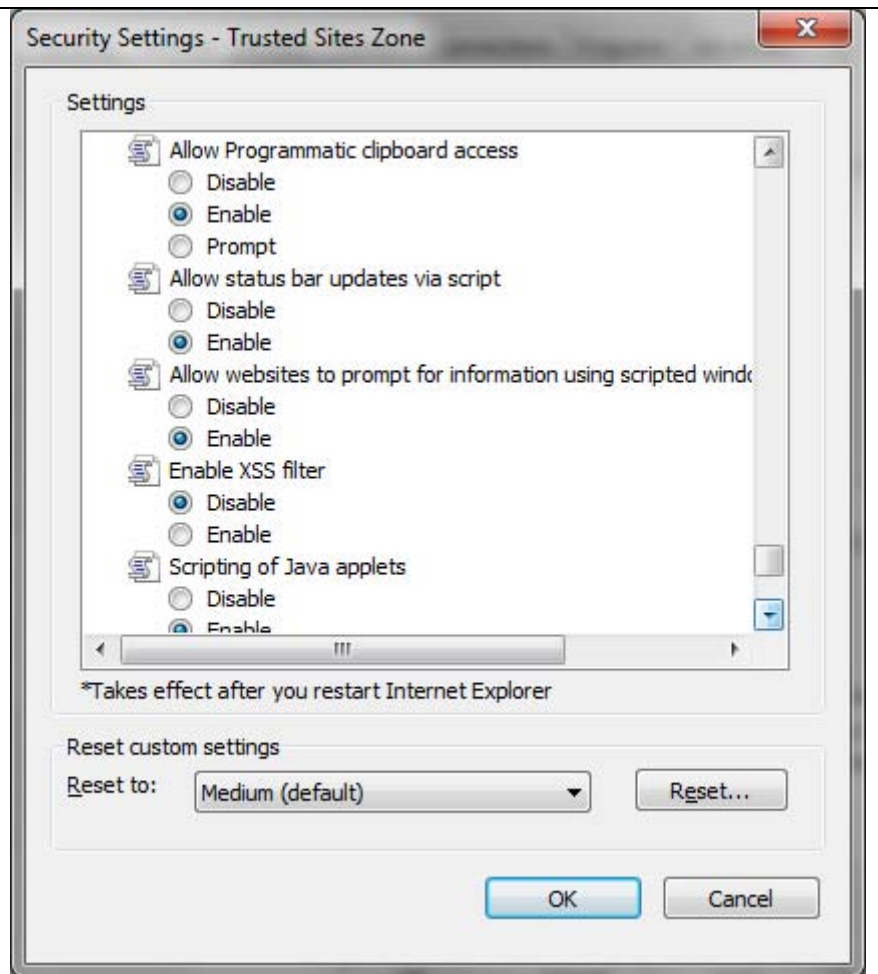 Security Settings - Trusted Sites Zone
Settings
Allow Programmatic clipboard access
Disable
Enable
Prompt
Allow status bar updates via script
Disable
Enable
Allow websites to prompt for information using scripted windo
Disable
Enable
Enable XSS filter
Disable
Enable
Scripting of Java applets
Disable
Enable
*Takes effect after you restart Internet Explorer
Reset custom settings
Reset to: Medium (default) Reset...
OK Cancel